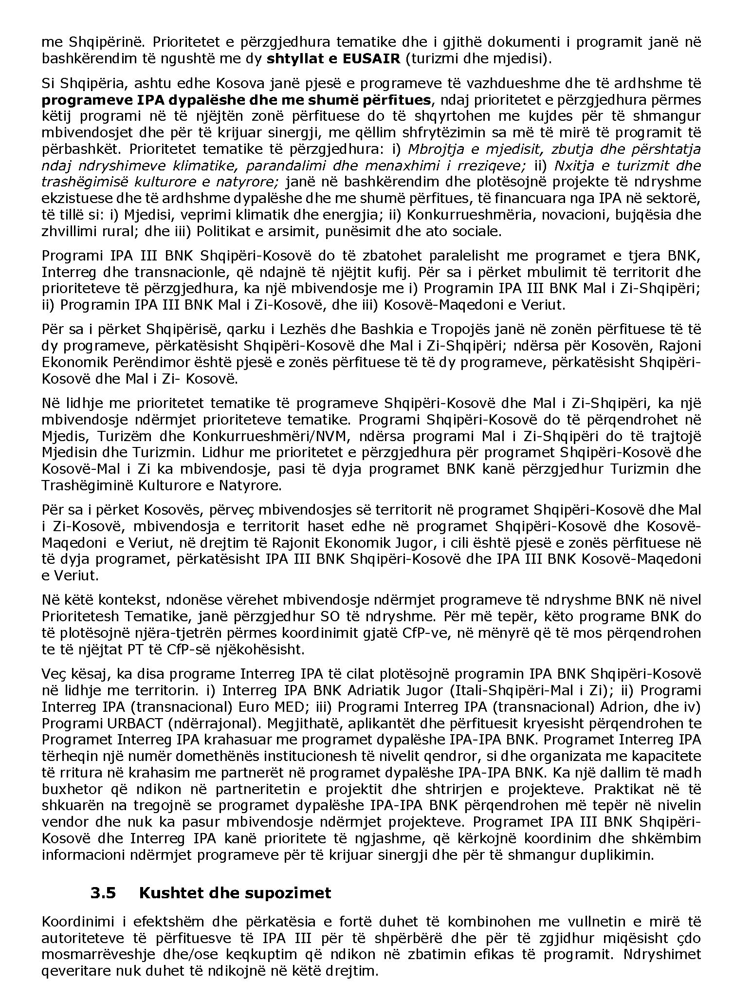 me Shqipërinë. Prioritetet e përzgjedhura tematike dhe i gjithë dokumenti i programit janë në
bashkërendim të ngushtë me dy shtyllat e EUSAIR (turizmi dhe mjedisi).
Si Shqipëria, ashtu edhe Kosova janë pjesë e programeve të vazhdueshme dhe të ardhshme të
programeve IPA dypalëshe dhe me shumë përfitues, ndaj prioritetet e përzgjedhura përmes
këtij programi në të njëjtën zonë përfituese do të shqyrtohen me kujdes për të shmangur
mbivendosjet dhe për të krijuar sinergji, me qëllim shfrytëzimin sa më të mirë të programit të
përbashkët. Prioritetet tematike të përzgjedhura: i) Mbrojtja e mjedisit, zbutja dhe përshtatja
ndaj ndryshimeve klimatike, parandalimi dhe menaxhimi i rreziqeve; ii) Nxitja e turizmit dhe
trashëgimisë kulturore e natyrore; janë në bashkërendim dhe plotësojnë projekte të ndryshme
ekzistuese dhe të ardhshme dypalëshe dhe me shumë përfitues, të financuara nga IPA në sektorë,
të tillë si: i) Mjedisi, veprimi klimatik dhe energjia; ii) Konkurrueshmëria, novacioni, bujqësia dhe
zhvillimi rural; dhe iii) Politikat e arsimit, punësimit dhe ato sociale.
Programi IPA III BNK Shqipëri-Kosovë do të zbatohet paralelisht me programet e tjera BNK,
Interreg dhe transnacionle, që ndajnë të njëjtit kufij. Për sa i përket mbulimit të territorit dhe
prioriteteve të përzgjedhura, ka një mbivendosje me i) Programin IPA III BNK Mal i Zi-Shqipëri;
ii) Programin IPA III BNK Mal i Zi-Kosovë, dhe iii) Kosovë-Maqedoni e Veriut.
Për sa i përket Shqipërisë, qarku i Lezhës dhe Bashkia e Tropojës janë në zonën përfituese të të
dy programeve, përkatësisht Shqipëri-Kosovë dhe Mal i Zi-Shqipëri; ndërsa për Kosovën, Rajoni
Ekonomik Perëndimor është pjesë e zonës përfituese të të dy programeve, përkatësisht Shqipëri-
Kosovë dhe Mal i Zi- Kosovë.
Në lidhje me prioritetet tematike të programeve Shqipëri-Kosovë dhe Mal i Zi-Shqipëri, ka një
mbivendosje ndërmjet prioriteteve tematike. Programi Shqipëri-Kosovë do të përqendrohet në
Mjedis, Turizëm dhe Konkurrueshmëri/NVM, ndërsa programi Mal i Zi-Shqipëri do të trajtojë
Mjedisin dhe Turizmin. Lidhur me prioritetet e përzgjedhura për programet Shqipëri-Kosovë dhe
Kosovë-Mal i Zi ka mbivendosje, pasi të dyja programet BNK kanë përzgjedhur Turizmin dhe
Trashëgiminë Kulturore e Natyrore.
Për sa i përket Kosovës, përveç mbivendosjes së territorit në programet Shqipëri-Kosovë dhe Mal
i Zi-Kosovë, mbivendosja e territorit haset edhe në programet Shqipëri-Kosovë dhe Kosovë-
Maqedoni e Veriut, në drejtim të Rajonit Ekonomik Jugor, i cili është pjesë e zonës përfituese në
të dyja programet, përkatësisht IPA III BNK Shqipëri-Kosovë dhe IPA III BNK Kosovë-Maqedoni
e Veriut.
Në këtë kontekst, ndonëse vërehet mbivendosje ndërmjet programeve të ndryshme BNK në nivel
Prioritetesh Tematike, janë përzgjedhur SO të ndryshme. Për më tepër, këto programe BNK do
të plotësojnë njëra-tjetrën përmes koordinimit gjatë CfP-ve, në mënyrë që të mos përqendrohen
te të njëjtat PT të CfP-së njëkohësisht.
Veç kësaj, ka disa programe Interreg IPA të cilat plotësojnë programin IPA BNK Shqipëri-Kosovë
në lidhje me territorin. i) Interreg IPA BNK Adriatik Jugor (Itali-Shqipëri-Mal i Zi); ii) Programi
Interreg IPA (transnacional) Euro MED; iii) Programi Interreg IPA (transnacional) Adrion, dhe iv)
Programi URBACT (ndërrajonal). Megjithatë, aplikantët dhe përfituesit kryesisht përqendrohen te
Programet Interreg IPA krahasuar me programet dypalëshe IPA-IPA BNK. Programet Interreg IPA
tërheqin një numër domethënës institucionesh të nivelit qendror, si dhe organizata me kapacitete
të rritura në krahasim me partnerët në programet dypalëshe IPA-IPA BNK. Ka një dallim të madh
buxhetor që ndikon në partneritetin e projektit dhe shtrirjen e projekteve. Praktikat në të
shkuarën na tregojnë se programet dypalëshe IPA-IPA BNK përqendrohen më tepër në nivelin
vendor dhe nuk ka pasur mbivendosje ndërmjet projekteve. Programet IPA III BNK Shqipëri-
Kosovë dhe Interreg IPA kanë prioritete të ngjashme, që kërkojnë koordinim dhe shkëmbim
informacioni ndërmjet programeve për të krijuar sinergji dhe për të shmangur duplikimin.
3.5 Kushtet dhe supozimet
Koordinimi i efektshëm dhe përkatësia e fortë duhet të kombinohen me vullnetin e mirë të
autoriteteve të përfituesve të IPA III për të shpërbërë dhe për të zgjidhur miqësisht çdo
mosmarrëveshje dhe/ose keqkuptim që ndikon në zbatimin efikas të programit. Ndryshimet
qeveritare nuk duhet të ndikojnë në këtë drejtim.